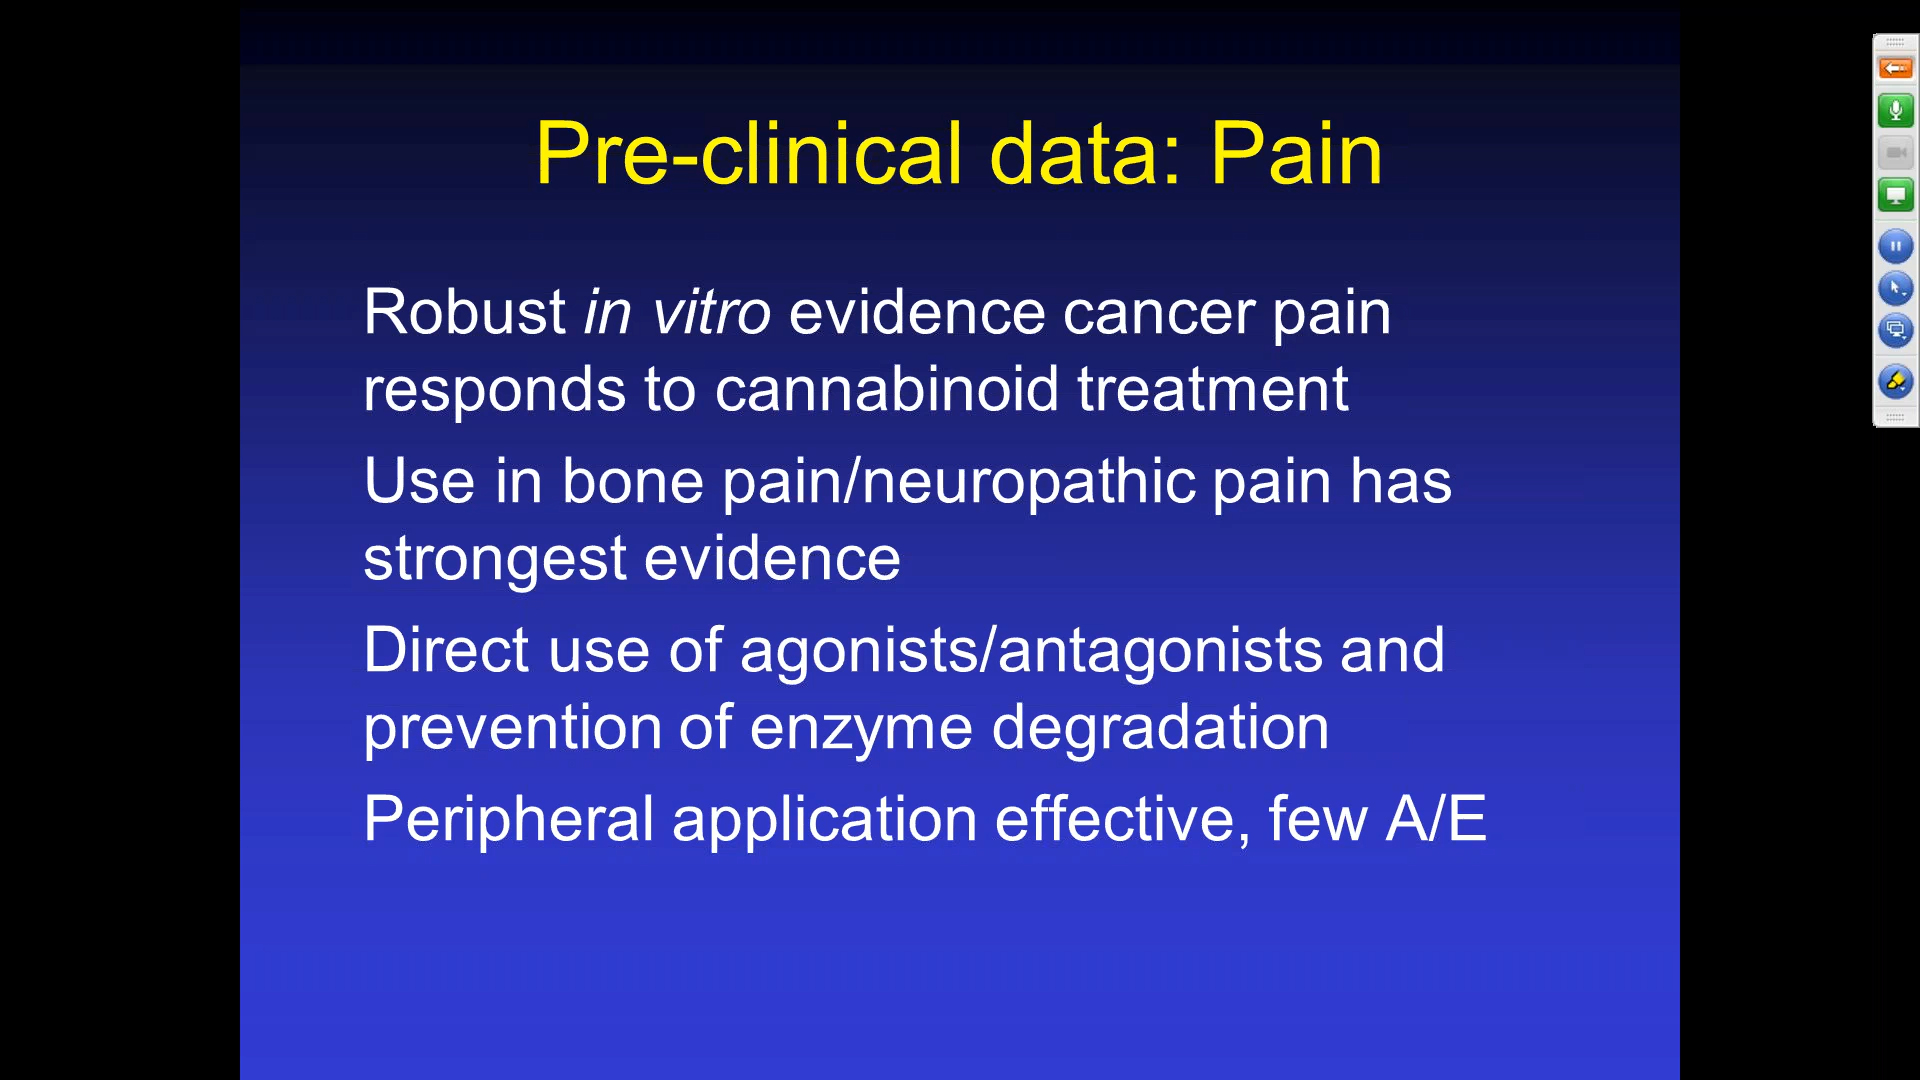 Pre-clinical data: Pain
Robust in vitro evidence cancer pain
responds to cannabinoid treatment
Use in bone pain/neuropathic pain has
strongest evidence
Direct use of agonists/antagonists and
prevention of enzyme degradation
Peripheral application effective, few A/E